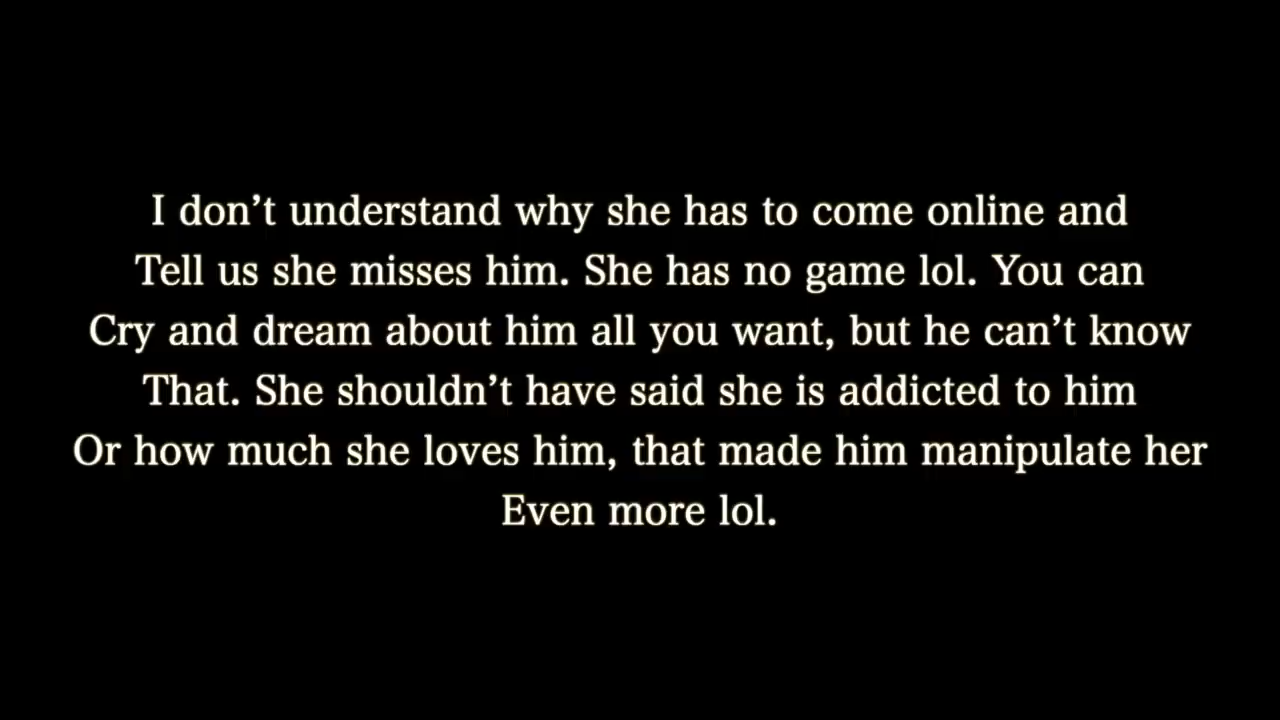 I don’t understand why she has to come online and
Tell us she misses him. She has no game lol. You can
Cry and dream about him all you want, but he can’t know
That. She shouldn’t have said she is addicted to him
Or how much she loves him, that made him manipulate her
Even more lol.